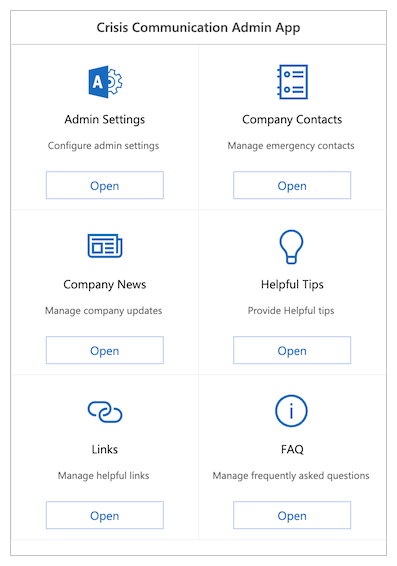 Crisis Communication Admin App
A
Admin Settings
Configure admin settings
Open
Company Contacts
Manage emergency contacts
Open
Company News
Manage company updates
Open
Helpful Tips
Provide Helpful tips
Open
Links
Manage helpful links
Open
i
FAQ
Manage frequently asked questions
Open